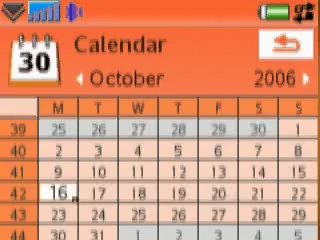 30
Calendar
October 2006
M T W T F S S
39 25 26 27 28 29 30 1
40 2 3 4 5 6 7 8
41 9 10 11 12 13 14 15
42 16 17 18 19 20 21 22
43 23 24 25 26 27 28 29
44 30 31 1 2 3 4 5